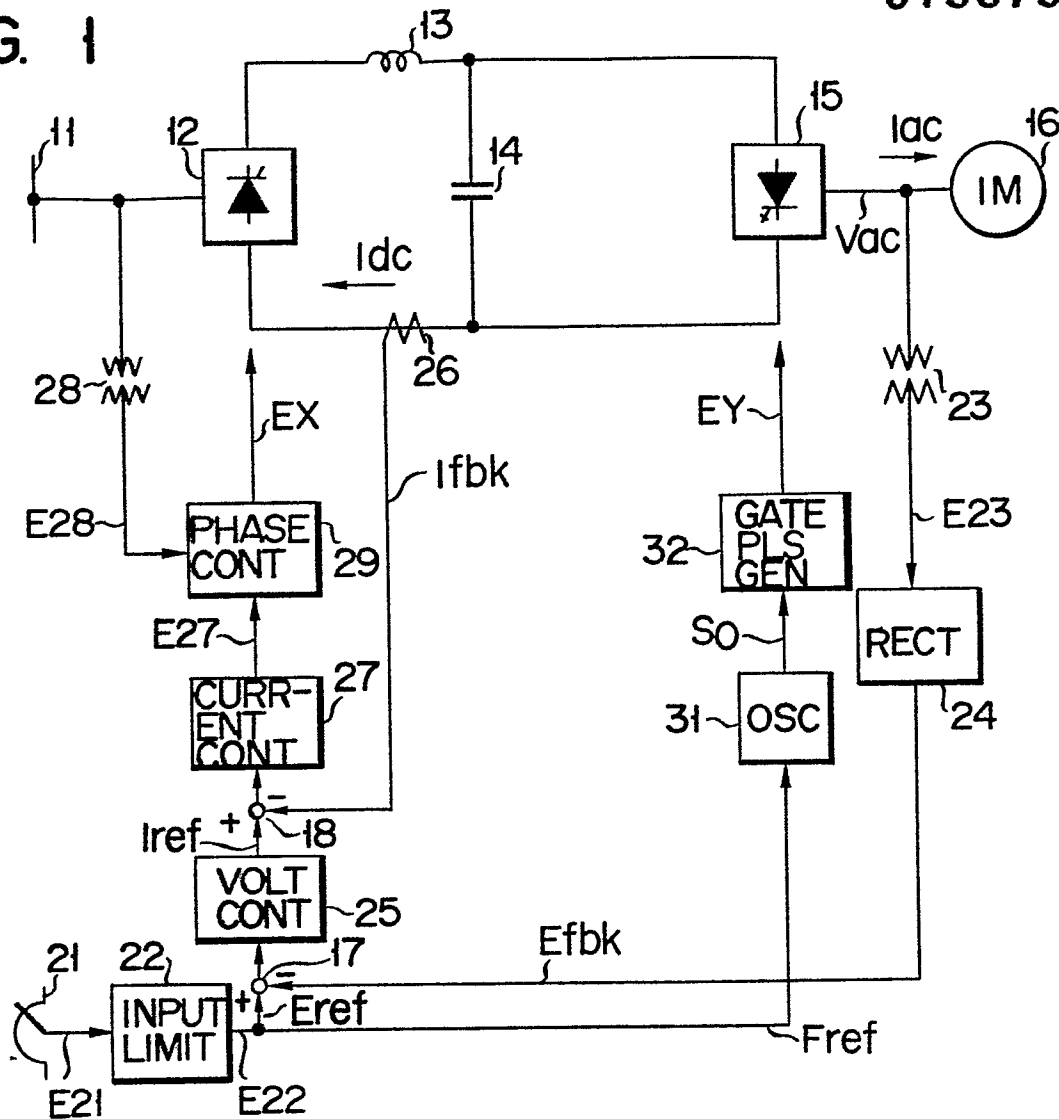 G. 1
13
11
12
14
15
Iac
16
IM
Vac
Idc
26
28
EX
Ifbk
EY
23
E28
PHASE
CONT
29
32
GATE
PLS
GEN
E23
E27
SO
RECT
24
CURR-
ENT
CONT
27
31
OSC
-
+
18
Iref
VOLT
CONT
25
21
22
17
-
Efbk
+
INPUT
LIMIT
Eref
Fref
E21
E22